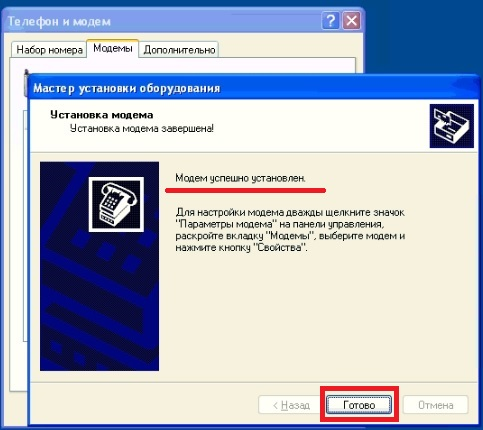 Телефон и модем
Набор номера Модемы Дополнительно
Мастер установки оборудования
Установка модема
Установка модема завершена!
Модем успешно установлен.
Для настройки модема дважды щелкните значок
"Параметры модема" на панели управления,
раскройте вкладку "Модемы", выберите модем и
нажмите кнопку "Свойства".
< Назад Готово Отмена